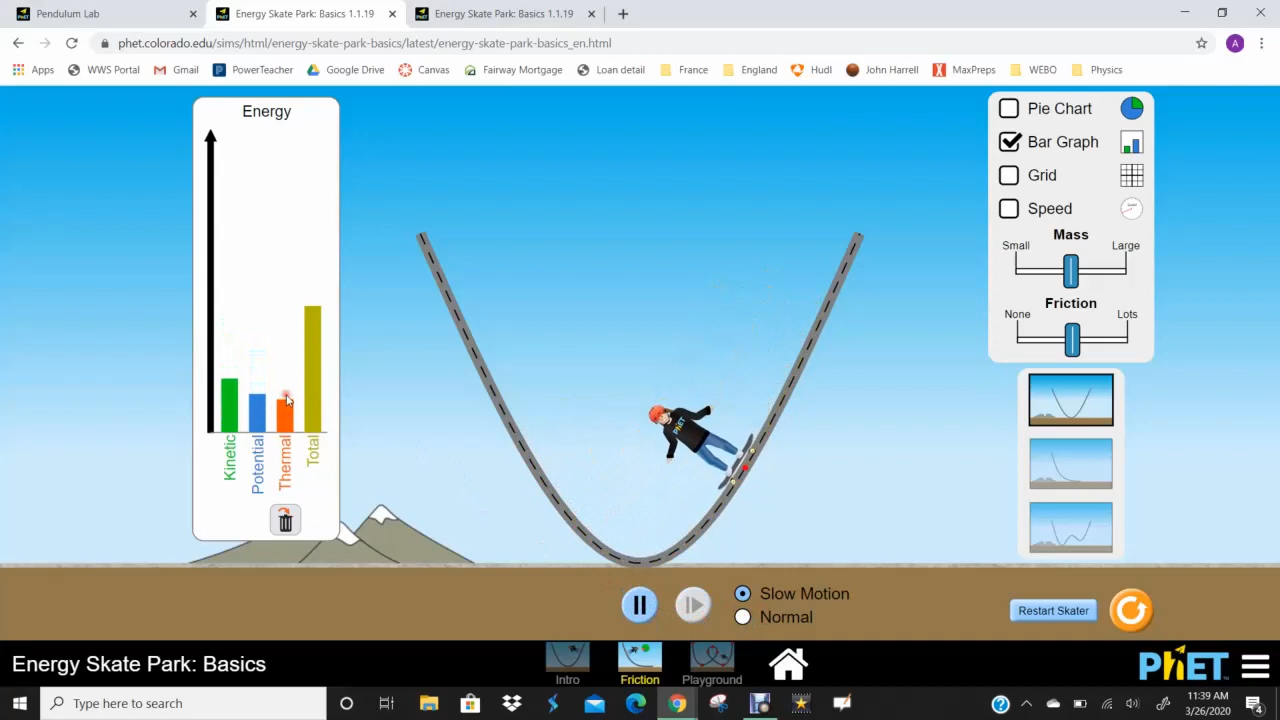 Pendulum Lab
Energy Skate Park: Basics 1.1.19
Energy Skate Park: Basics 1.1.19
phet.colorado.edu/sims/html/energy-skate-park-basics/latest/energy-skate-park-basics_en.html
A
Apps WWS Portal Gmail PowerTeacher Google Drive Canvas Fairway Mortgage Loan detail France England Hudl John Harrell MaxPreps WEBO Physics
Energy
Kinetic
Potential
Thermal
Total
PhET
Pie Chart
Bar Graph
Grid
Speed
Mass
Small Large
Friction
None Lots
Slow Motion
Normal
Restart Skater
Energy Skate Park: Basics
Intro
Friction
Playground
PhET
Type here to search
11:39 AM
3/26/2020
4